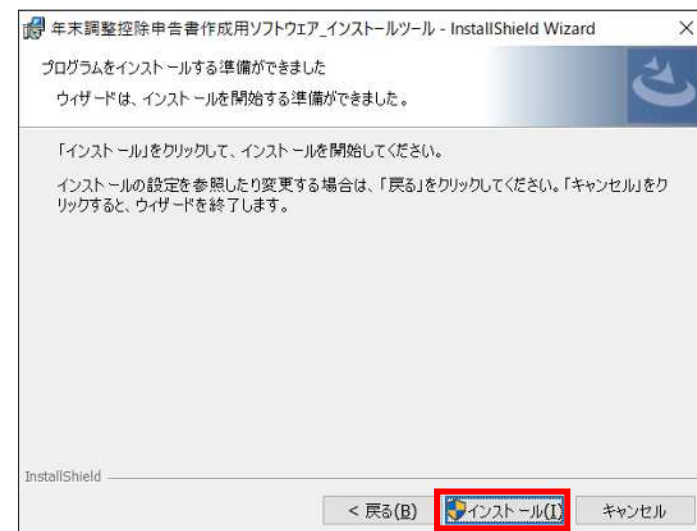 年末調整控除申告書作成用ソフトウェア_インストールツール - InstallShield Wizard
プログラムをインストールする準備ができました
ウィザードは、インストールを開始する準備ができました。
「インストール」をクリックして、インストールを開始してください。
インストールの設定を参照したり変更する場合は、「戻る」をクリックしてください。「キャンセル」をク
リックすると、ウィザードを終了します。
InstallShield
< 戻る(B) インストール(I) キャンセル